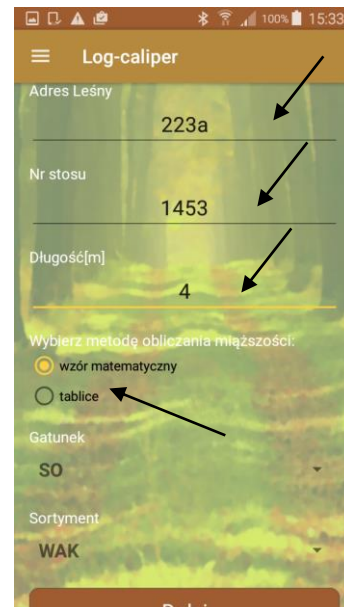 100% 15:33
Log-caliper
Adres Leśny
223a
Nr stosu
1453
Długość[m]
4
Wybierz metodę obliczania miąższości:
wzór matematyczny
tablice
Gatunek
SO
Sortyment
WAK